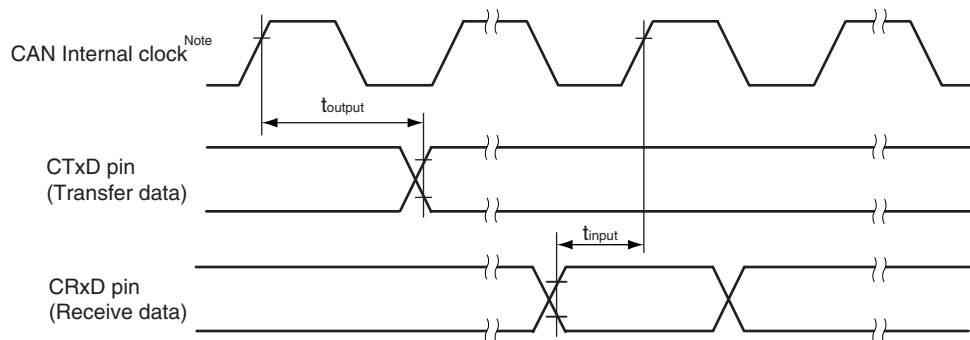 CAN Internal clock Note
toutput
CTxD pin
(Transfer data)
tinput
CRxD pin
(Receive data)